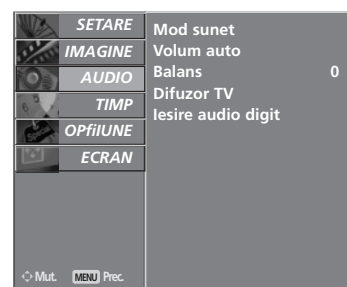 SETARE
IMAGINE
AUDIO
TIMP
OPfiIUNE
ECRAN
Mod sunet
Volum auto
Balans 0
Difuzor TV
Iesire audio digit
Mut. MENU Prec.